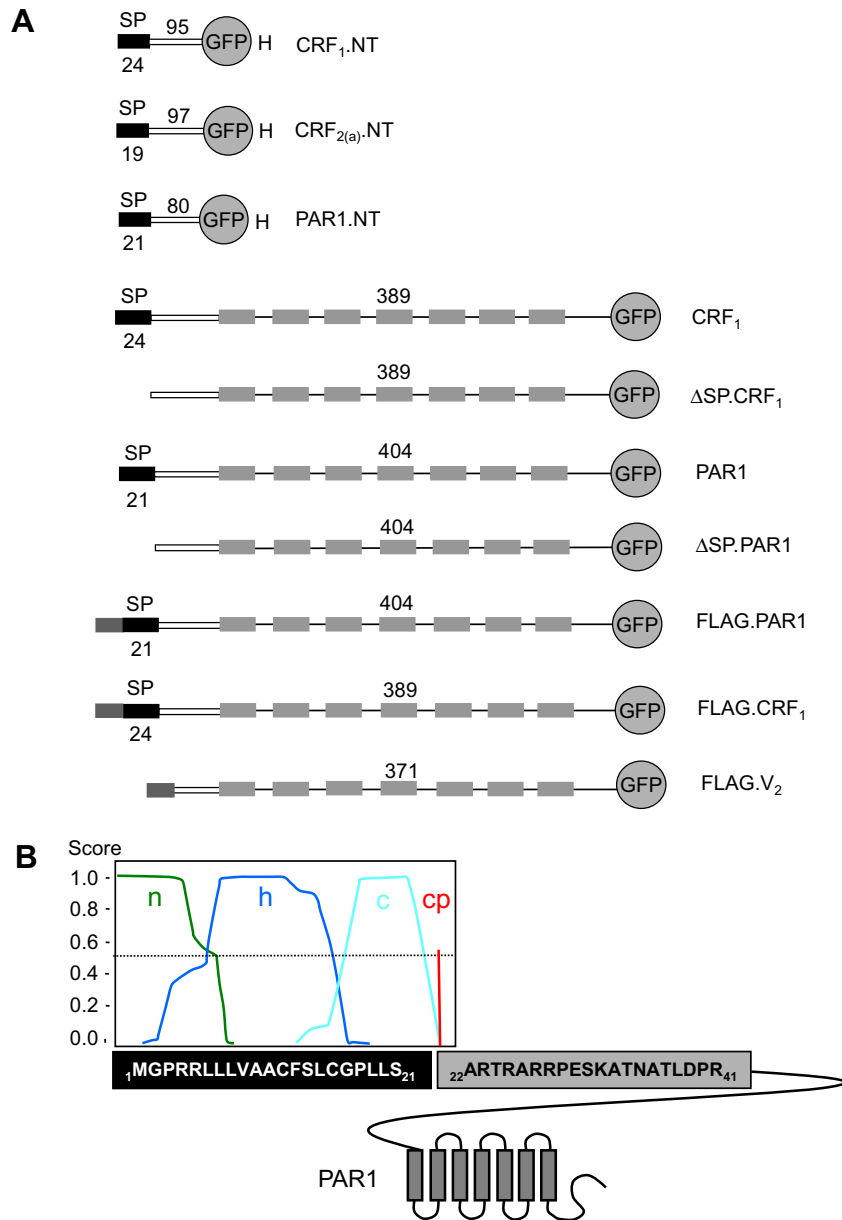 A
SP 95 GFP H CRF1.NT
24
SP 97 GFP H CRF2(a).NT
19
SP 80 GFP H PAR1.NT
21
SP 389 GFP CRF1
24
389 GFP ΔSP.CRF1
SP 404 GFP PAR1
21
404 GFP ΔSP.PAR1
SP 404 GFP FLAG.PAR1
21
SP 389 GFP FLAG.CRF1
24
371 GFP FLAG.V2
B
Score
1.0 -
0.8 -
0.6 -
0.4 -
0.2 -
0.0 -
n h c cp
1MGPRRLLLVAACFSLCGPLLS21 22ARTRARRPESKATNATLDPR41
PAR1